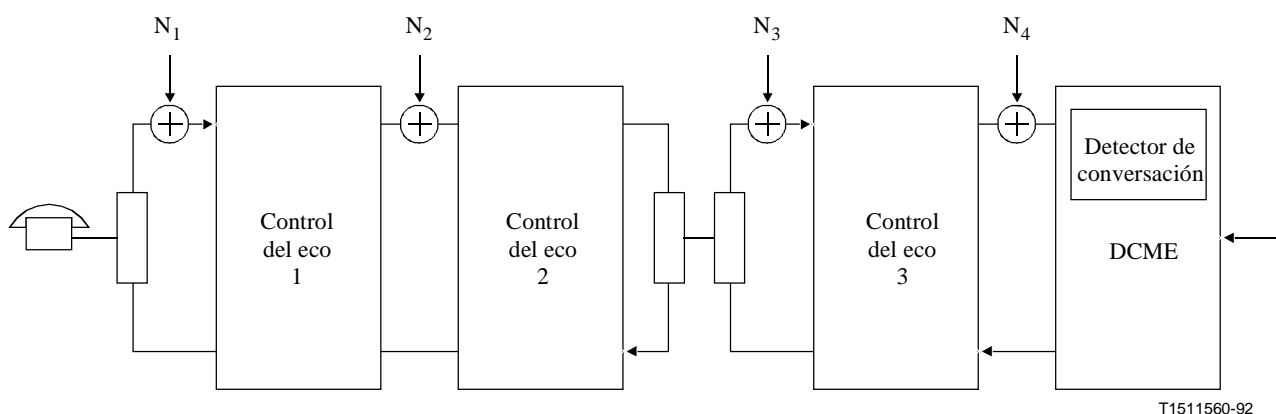 N1
N2
N3
N4
Control
del eco
1
Control
del eco
2
Control
del eco
3
Detector de
conversación
DCME
T1511560-92